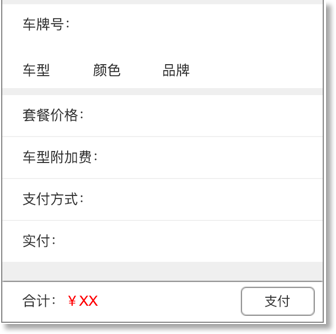 车牌号：
车型 颜色 品牌
套餐价格：
车型附加费：
支付方式：
实付：
合计：￥XX 支付